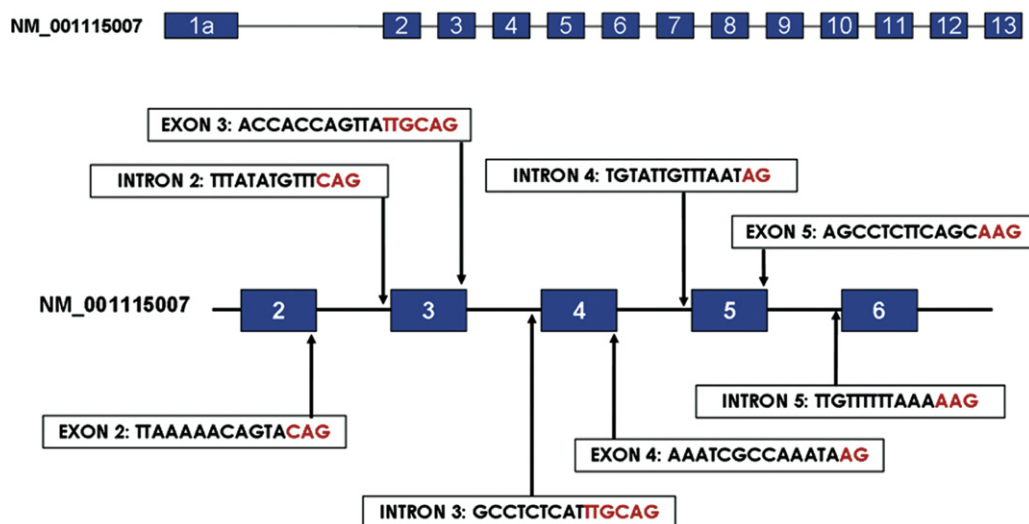 NM_001115007 1a 2 3 4 5 6 7 8 9 10 11 12 13
EXON 3: ACCACCAGTTATTGCAG
INTRON 2: TTTATATGTTTCAG
INTRON 4: TGTATTGTTTAATAG
EXON 5: AGCCTCTTCAGCAAG
NM_001115007 2 3 4 5 6
INTRON 5: TTGTTTTTTAAAAAG
EXON 2: TTAAAAACAGTACAG
EXON 4: AAATCGCCAAATAAG
INTRON 3: GCCTCTCATTTGCAG